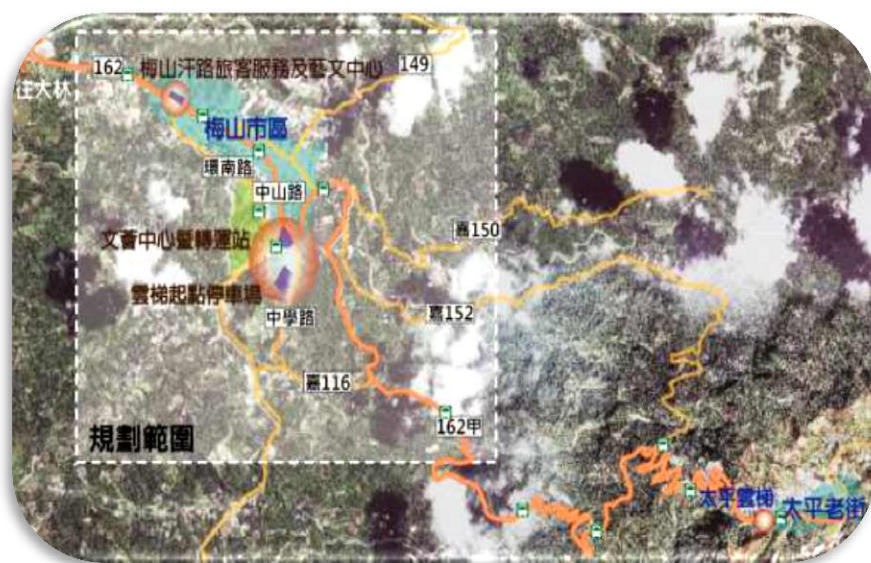 162
梅山汗路旅客服務及藝文中心
149
往大林
梅山市區
環南路
中山路
文薈中心暨轉運站
嘉150
雲梯起點停車場
嘉152
中學路
嘉116
162甲
規劃範圍
太平雲梯
太平老街